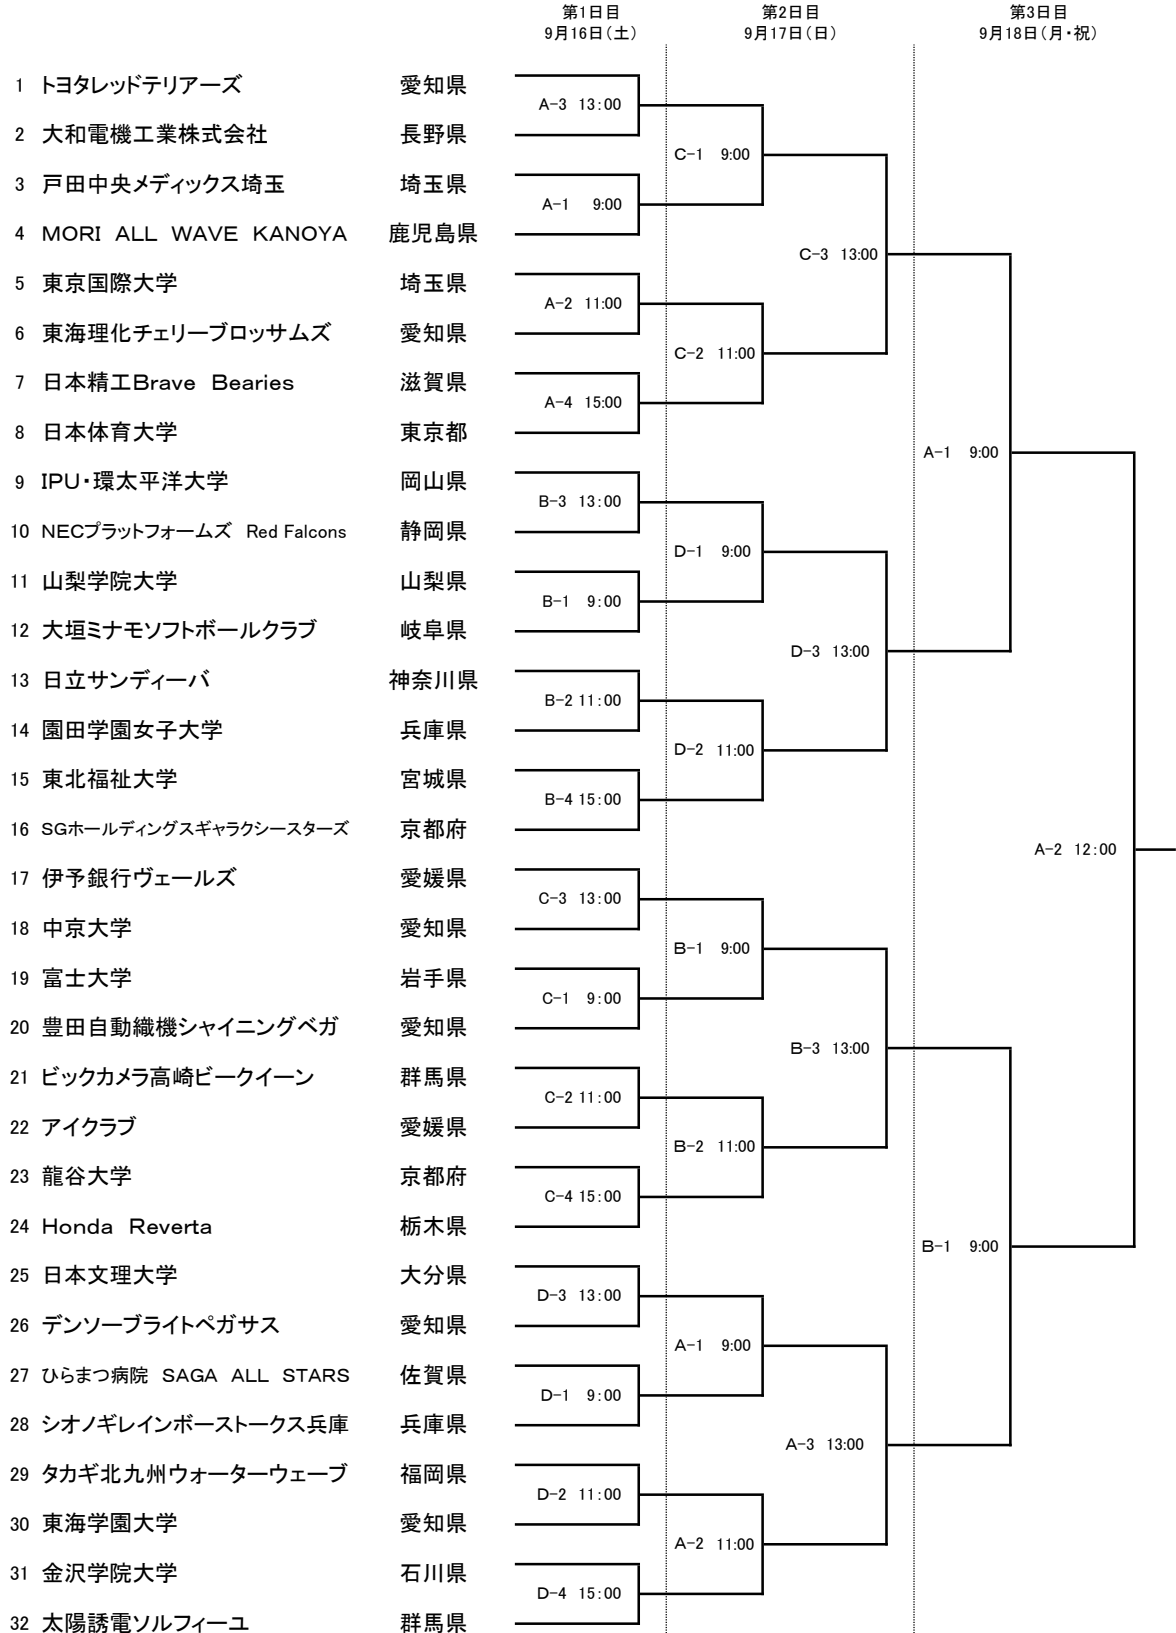 第1日目 第2日目 第3日目
9月16日(土) 9月17日(日) 9月18日(月・祝)
1 トヨタレッドテリアーズ 愛知県
A-3 13:00
2 大和電機工業株式会社 長野県
C-1 9:00
3 戸田中央メディックス埼玉 埼玉県
A-1 9:00
4 MORI ALL WAVE KANOYA 鹿児島県
C-3 13:00
5 東京国際大学 埼玉県
A-2 11:00
6 東海理化チェリーブロッサムズ 愛知県
C-2 11:00
7 日本精工Brave Bearies 滋賀県
A-4 15:00
8 日本体育大学 東京都
A-1 9:00
9 IPU・環太平洋大学 岡山県
B-3 13:00
10 NECプラットフォームズ Red Falcons 静岡県
D-1 9:00
11 山梨学院大学 山梨県
B-1 9:00
12 大垣ミナモソフトボールクラブ 岐阜県
D-3 13:00
13 日立サンディーバ 神奈川県
B-2 11:00
14 園田学園女子大学 兵庫県
D-2 11:00
15 東北福祉大学 宮城県
B-4 15:00
16 SGホールディングスギャラクシースターズ 京都府
A-2 12:00
17 伊予銀行ヴェールズ 愛媛県
C-3 13:00
18 中京大学 愛知県
B-1 9:00
19 富士大学 岩手県
C-1 9:00
20 豊田自動織機シャイニングベガ 愛知県
B-3 13:00
21 ビックカメラ高崎ビークイーン 群馬県
C-2 11:00
22 アイクラブ 愛媛県
B-2 11:00
23 龍谷大学 京都府
C-4 15:00
24 Honda Reverta 栃木県
B-1 9:00
25 日本文理大学 大分県
D-3 13:00
26 デンソーブライトペガサス 愛知県
A-1 9:00
27 ひらまつ病院 SAGA ALL STARS 佐賀県
D-1 9:00
28 シオノギレインボーストークス兵庫 兵庫県
A-3 13:00
29 タカギ北九州ウォーターウェーブ 福岡県
D-2 11:00
30 東海学園大学 愛知県
A-2 11:00
31 金沢学院大学 石川県
D-4 15:00
32 太陽誘電ソルフィーユ 群馬県